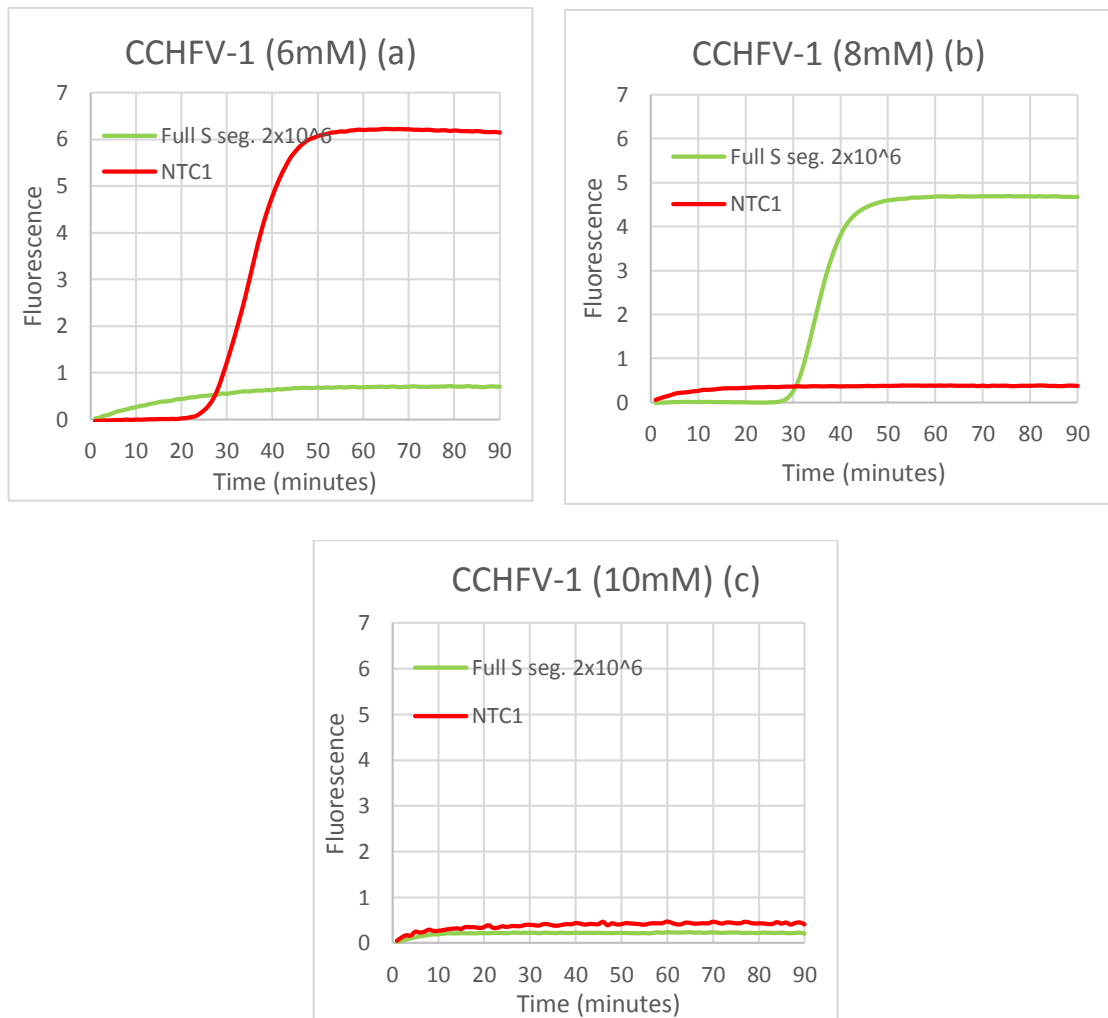 CCHFV-1 (6mM) (a)
7
6
5
4
3
2
1
0
Fluorescence
Full S seg. 2x10^6
NTC1
0 10 20 30 40 50 60 70 80 90
Time (minutes)
CCHFV-1 (8mM) (b)
7
6
5
4
3
2
1
0
Fluorescence
Full S seg. 2x10^6
NTC1
0 10 20 30 40 50 60 70 80 90
Time (minutes)
CCHFV-1 (10mM) (c)
7
6
5
4
3
2
1
0
Fluorescence
Full S seg. 2x10^6
NTC1
0 10 20 30 40 50 60 70 80 90
Time (minutes)